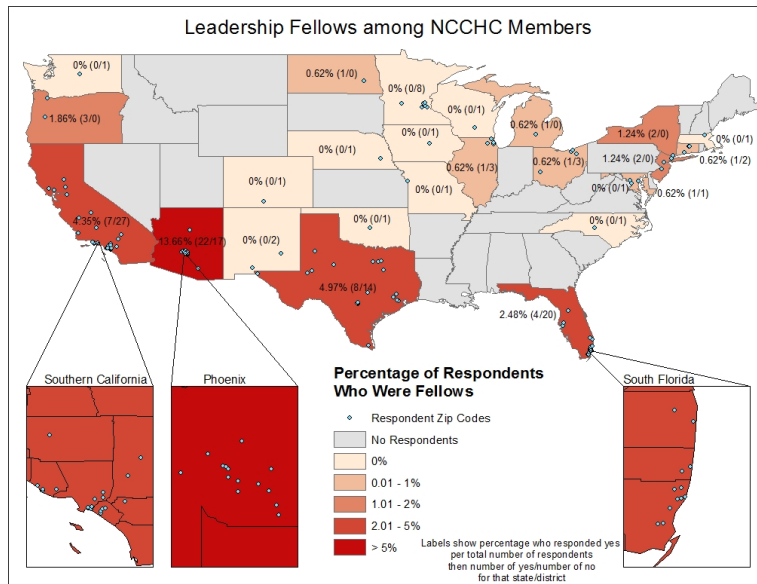 Leadership Fellows among NCCHC Members
0% (0/1)
0.62% (1/0)
0% (0/8)
1.86% (3/0)
0% (0/1)
0.62% (1/0)
1.24% (2/0)
0% (0/1)
0% (0/1)
0% (0/1)
0.62% (1/3)
0.62% (1/3)
1.24% (2/0)
0.62% (1/2)
0% (0/1)
0% (0/1)
0% (0/1)
0.62% (1/1)
4.35% (7/27)
13.66% (22/17)
0% (0/2)
0% (0/1)
0% (0/1)
4.97% (8/14)
2.48% (4/20)
Southern California
Phoenix
South Florida
Percentage of Respondents
Who Were Fellows
Respondent Zip Codes
No Respondents
0%
0.01 - 1%
1.01 - 2%
2.01 - 5%
> 5%
Labels show percentage who responded yes
per total number of respondents
then number of yes/number of no
for that state/district